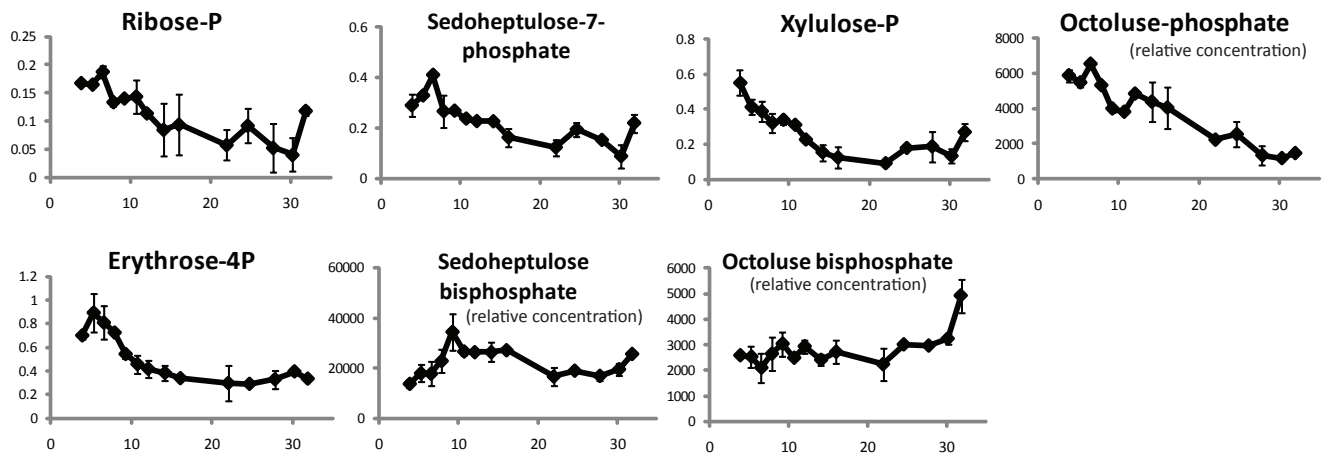 Ribose-P
0.25
0.2
0.15
0.1
0.05
0
0 10 20 30
Sedoheptulose-7-
phosphate
0.6
0.4
0.2
0
0 10 20 30
Xylulose-P
0.8
0.6
0.4
0.2
0
0 10 20 30
Octoluse-phosphate
(relative concentration)
8000
6000
4000
2000
0
0 10 20 30
Erythrose-4P
1.2
1
0.8
0.6
0.4
0.2
0
0 10 20 30
Sedoheptulose
bisphosphate
(relative concentration)
60000
40000
20000
0
0 10 20 30
Octoluse bisphosphate
(relative concentration)
6000
5000
4000
3000
2000
1000
0
0 10 20 30